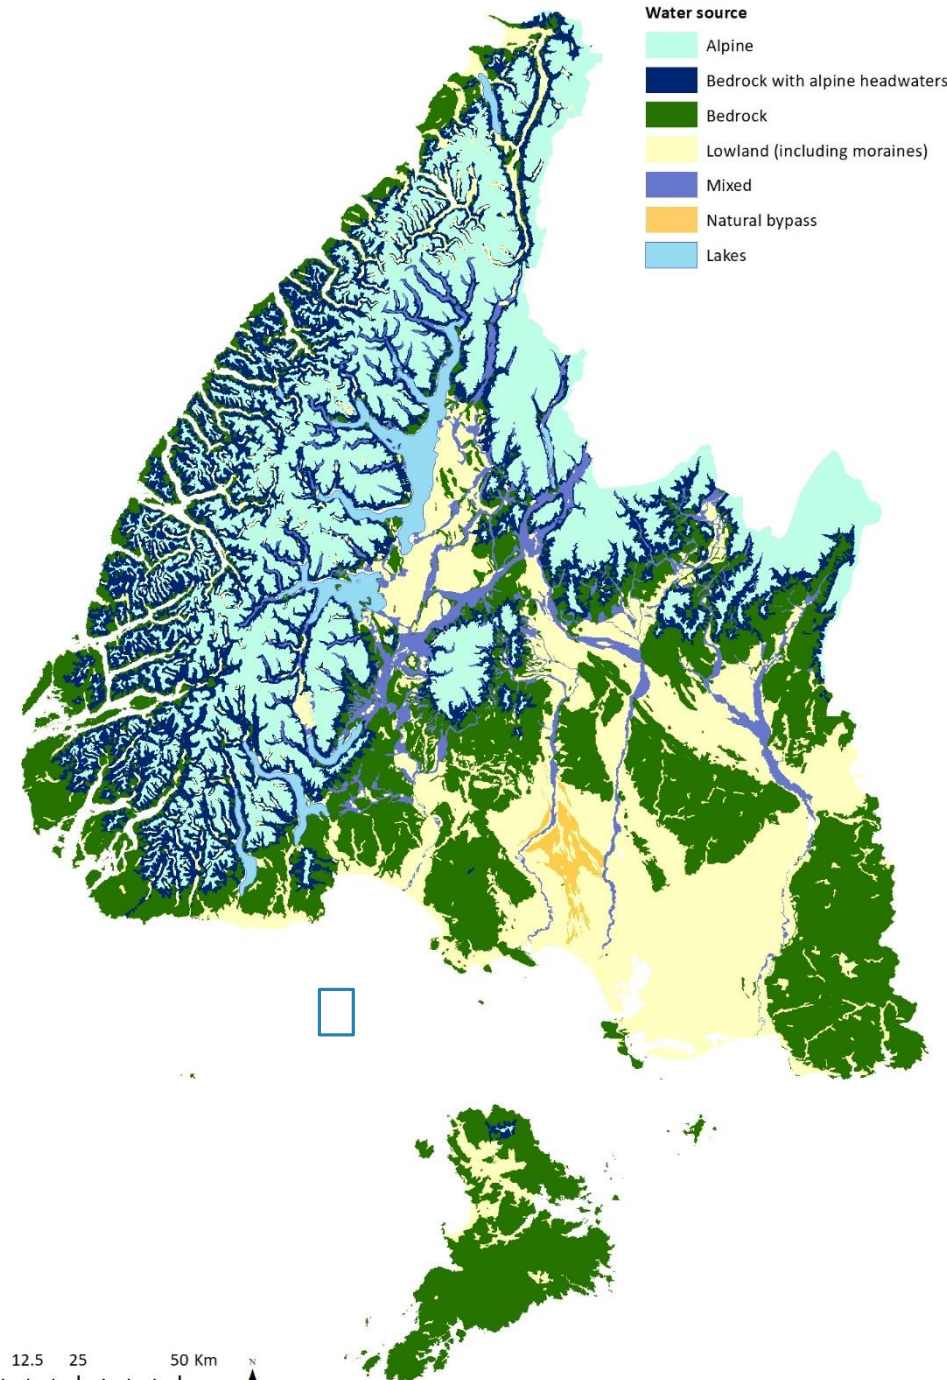 Water source
Alpine
Bedrock with alpine headwaters
Bedrock
Lowland (including moraines)
Mixed
Natural bypass
Lakes
12.5 25 50 Km
N